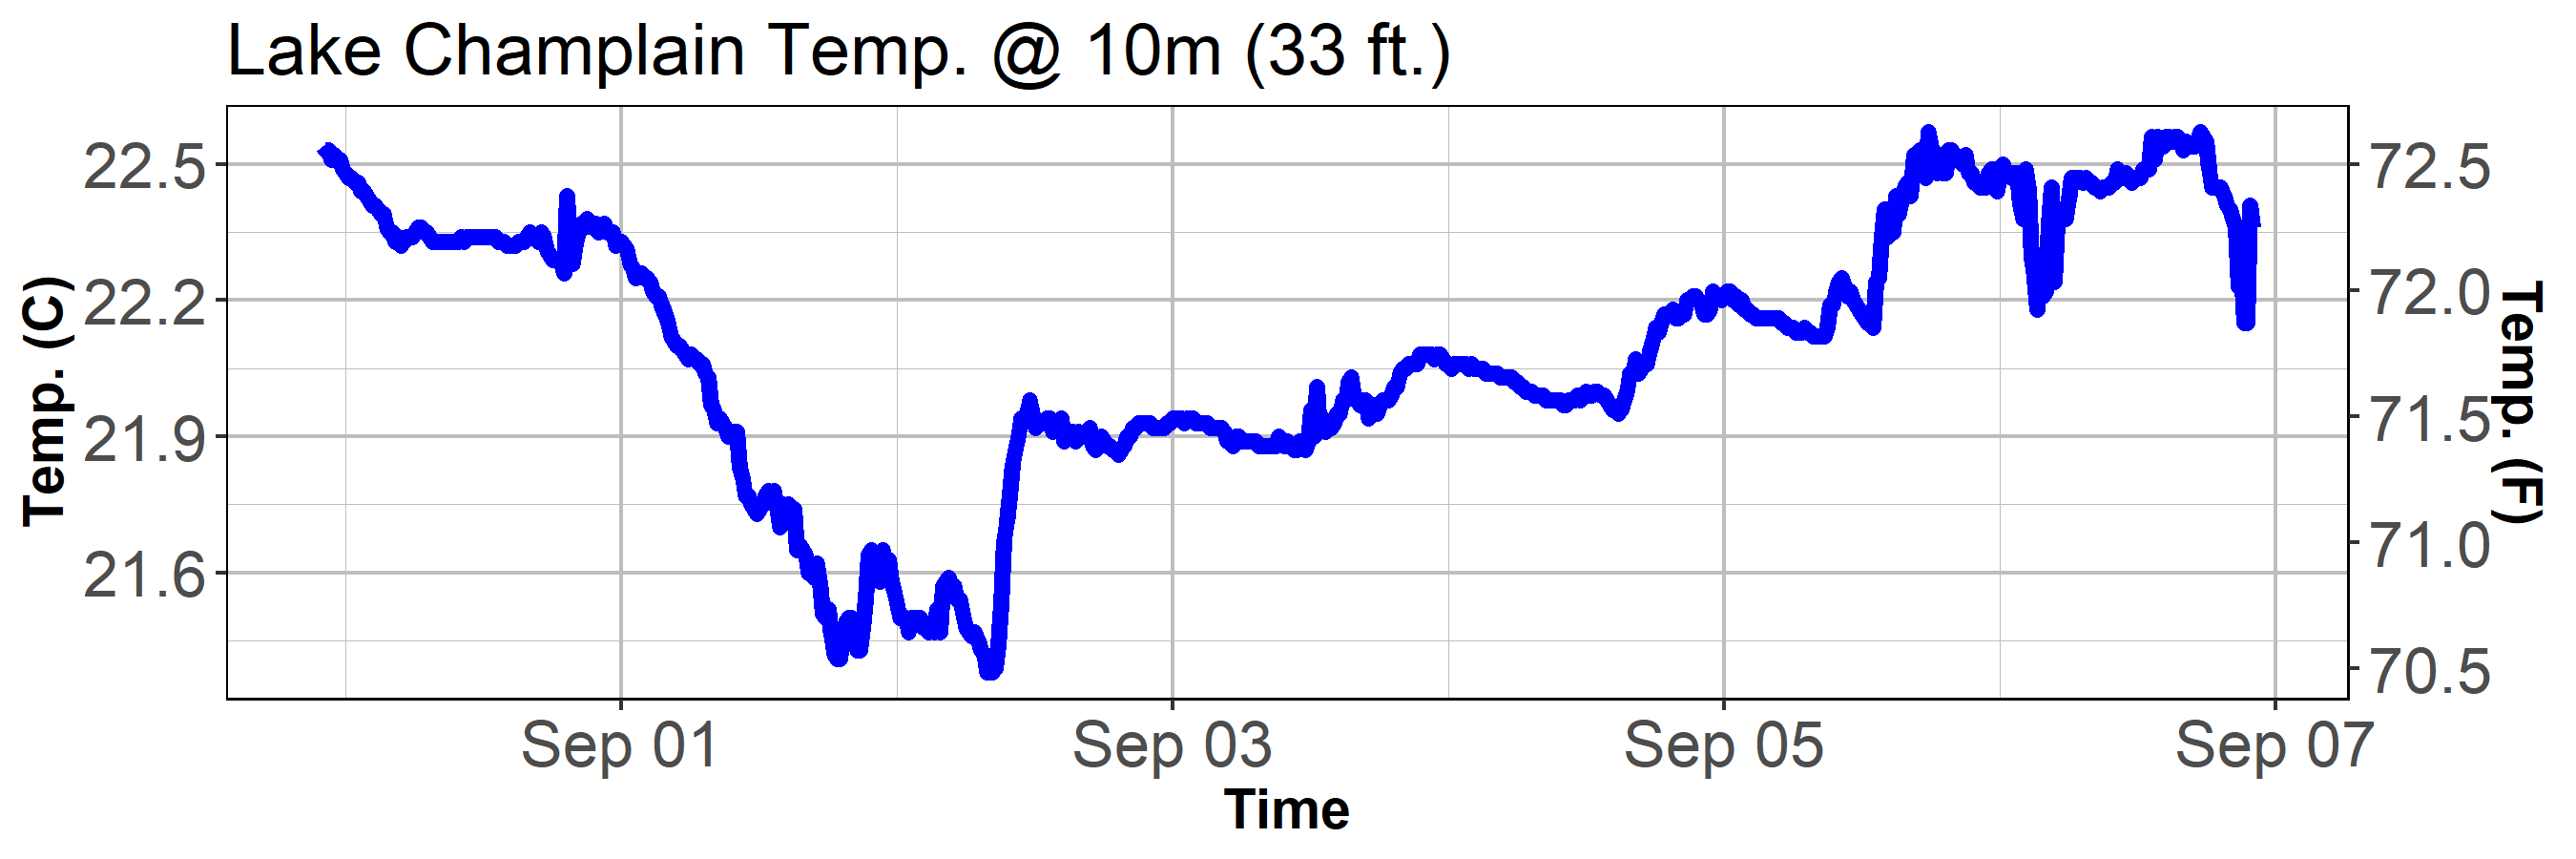 Lake Champlain Temp. @ 10m (33 ft.)
Temp. (C)
22.5
22.2
21.9
21.6
72.5
72.0
71.5
71.0
70.5
Temp. (F)
Sep 01 Sep 03 Sep 05 Sep 07
Time